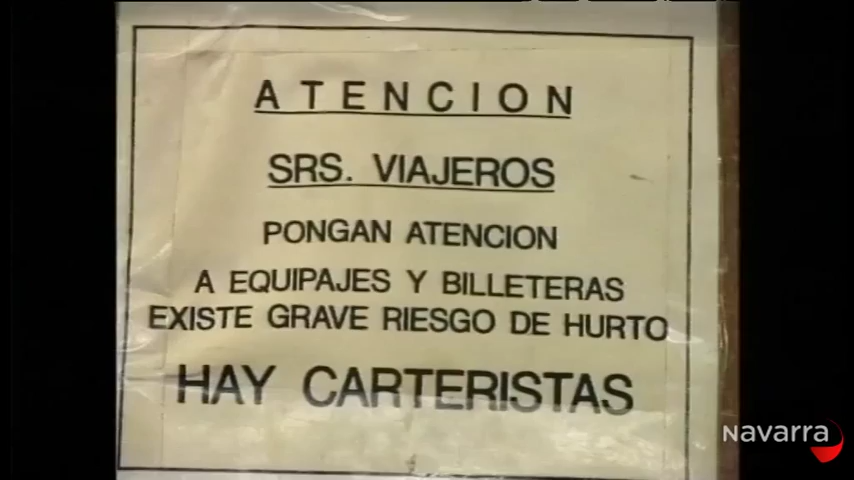 ATENCION
SRS. VIAJEROS
PONGAN ATENCION
A EQUIPAJES Y BILLETERAS
EXISTE GRAVE RIESGO DE HURTO
HAY CARTERISTAS
Navarra